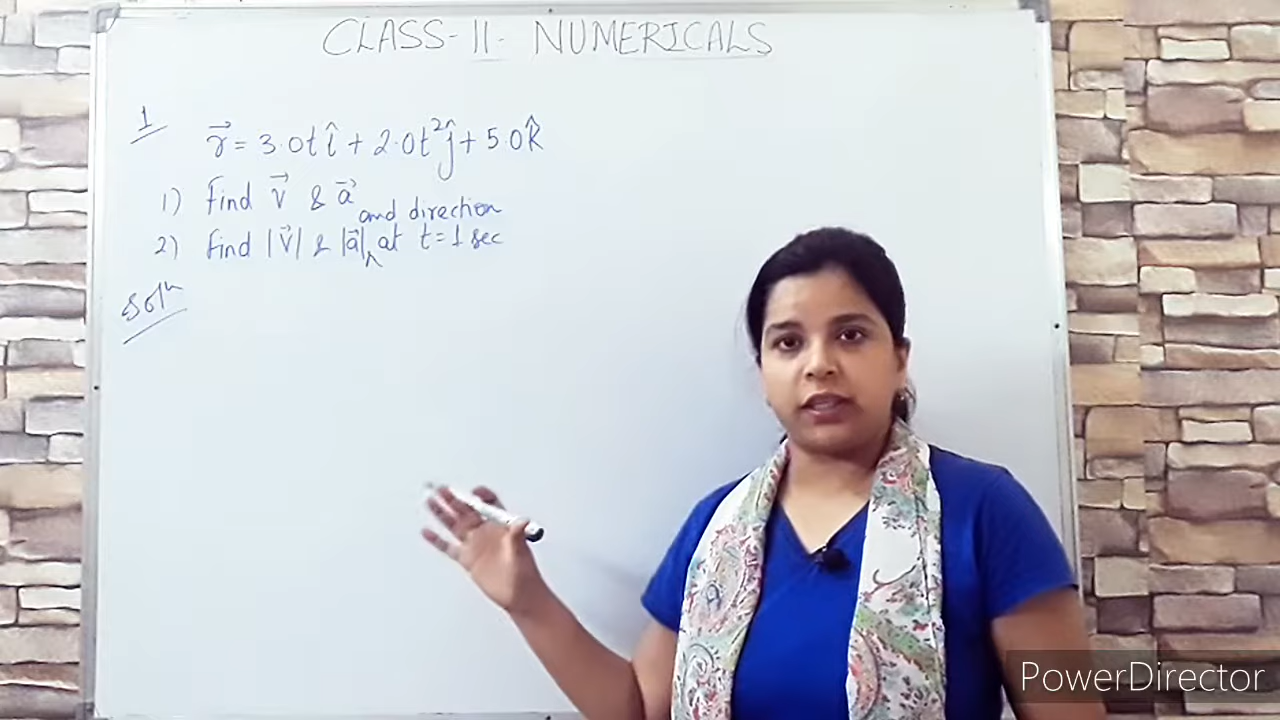 CLASS-11- NUMERICALS
1
r⃗ = 3.0t î + 2.0t² ĵ + 5.0 k̂
1) Find v⃗ & a⃗
and direction
2) Find |v⃗| & |a⃗| at t=1 sec
Solⁿ
PowerDirector